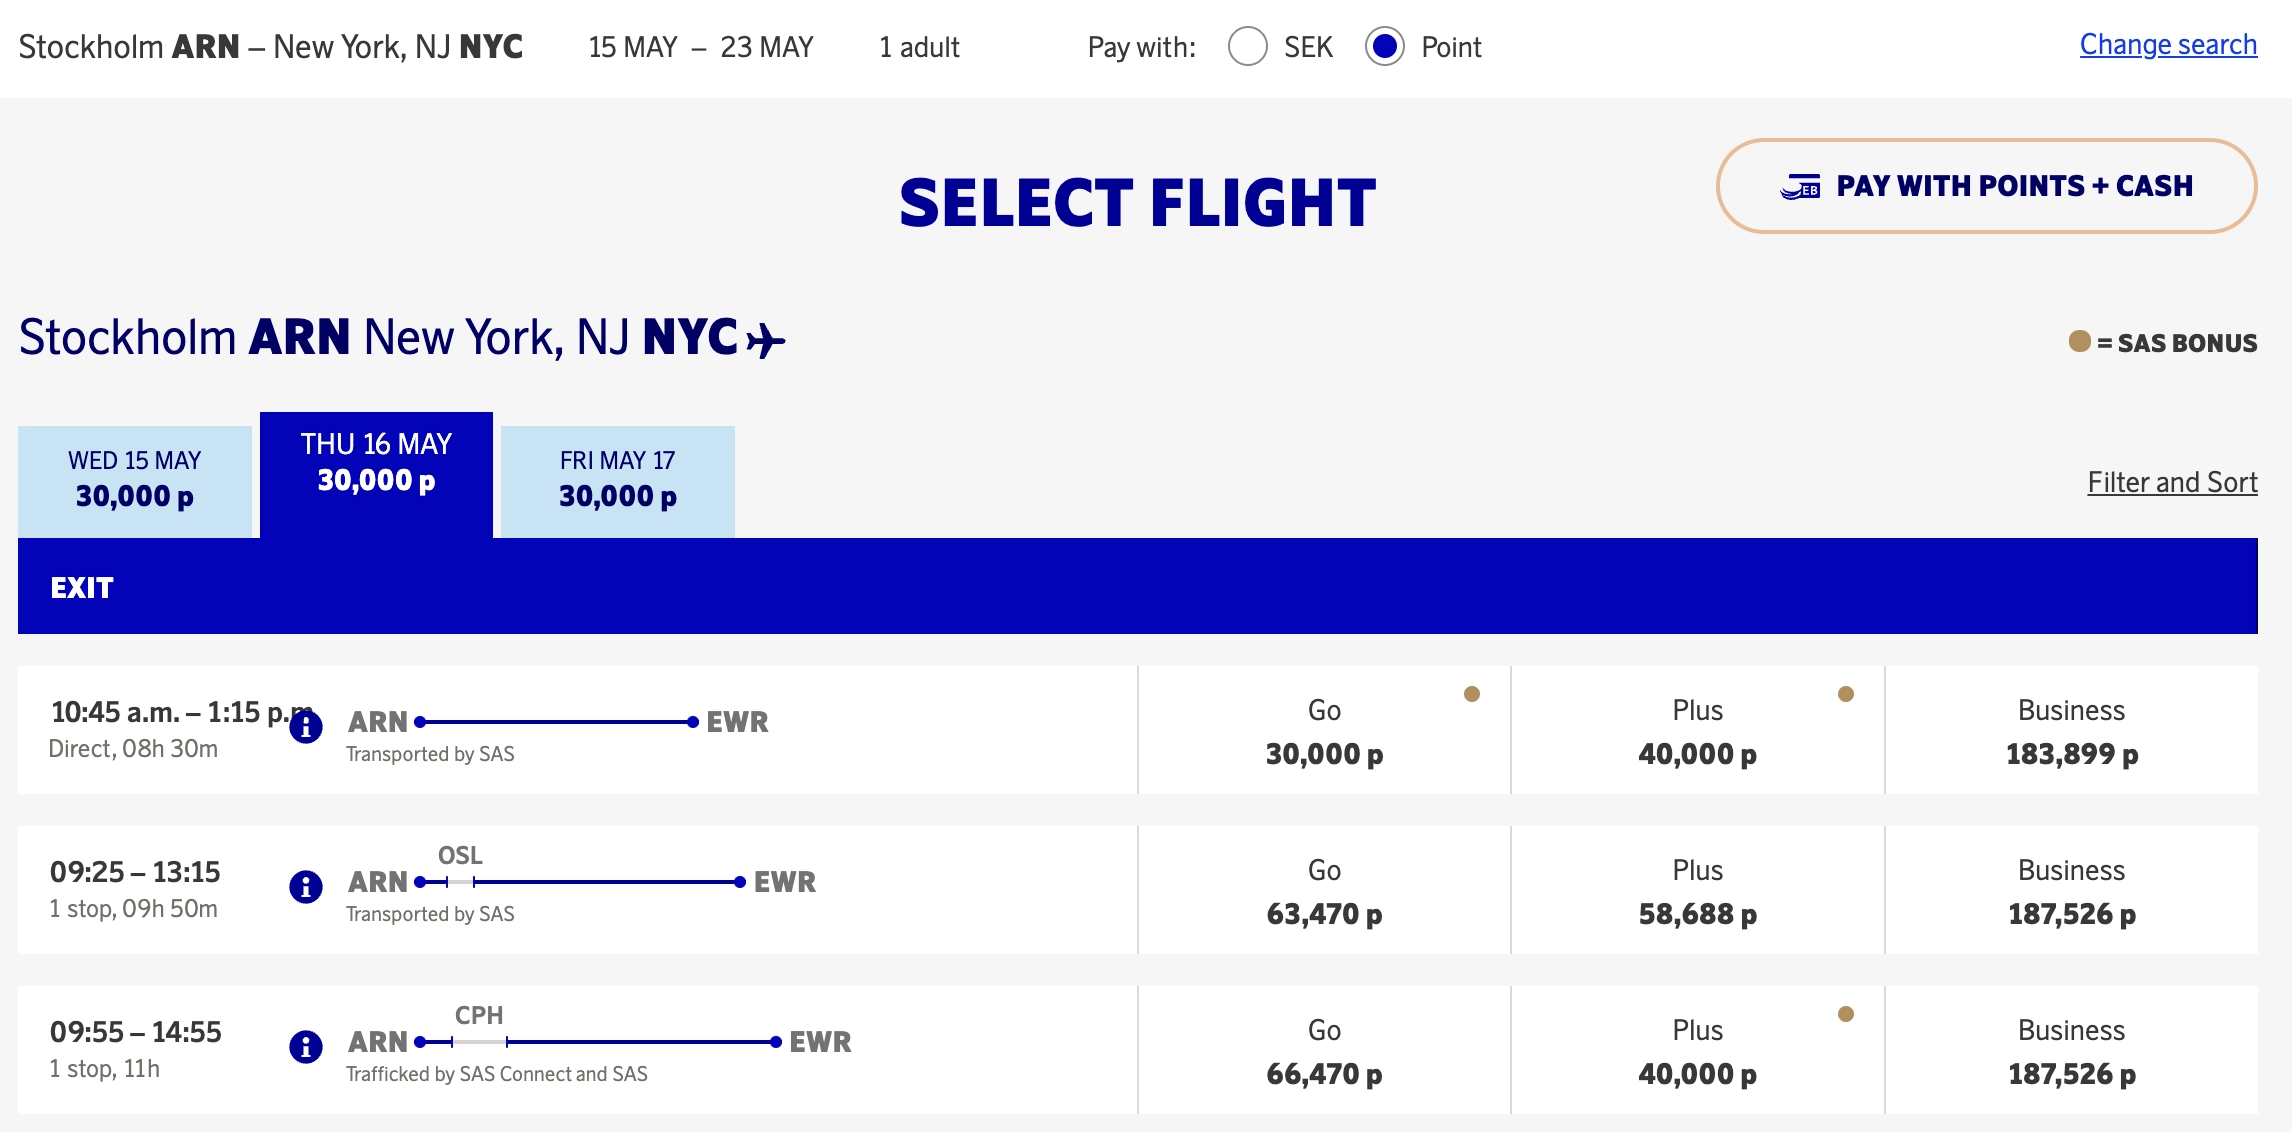 Stockholm ARN – New York, NJ NYC 15 MAY – 23 MAY 1 adult Pay with: SEK Point Change search
SELECT FLIGHT
EB PAY WITH POINTS + CASH
Stockholm ARN New York, NJ NYC
= SAS BONUS
WED 15 MAY
30,000 p
THU 16 MAY
30,000 p
FRI MAY 17
30,000 p
Filter and Sort
EXIT
10:45 a.m. – 1:15 p.m
Direct, 08h 30m
ARN EWR
Transported by SAS
Go
30,000 p
Plus
40,000 p
Business
183,899 p
09:25 – 13:15
1 stop, 09h 50m
OSL
ARN EWR
Transported by SAS
Go
63,470 p
Plus
58,688 p
Business
187,526 p
09:55 – 14:55
1 stop, 11h
CPH
ARN EWR
Trafficked by SAS Connect and SAS
Go
66,470 p
Plus
40,000 p
Business
187,526 p